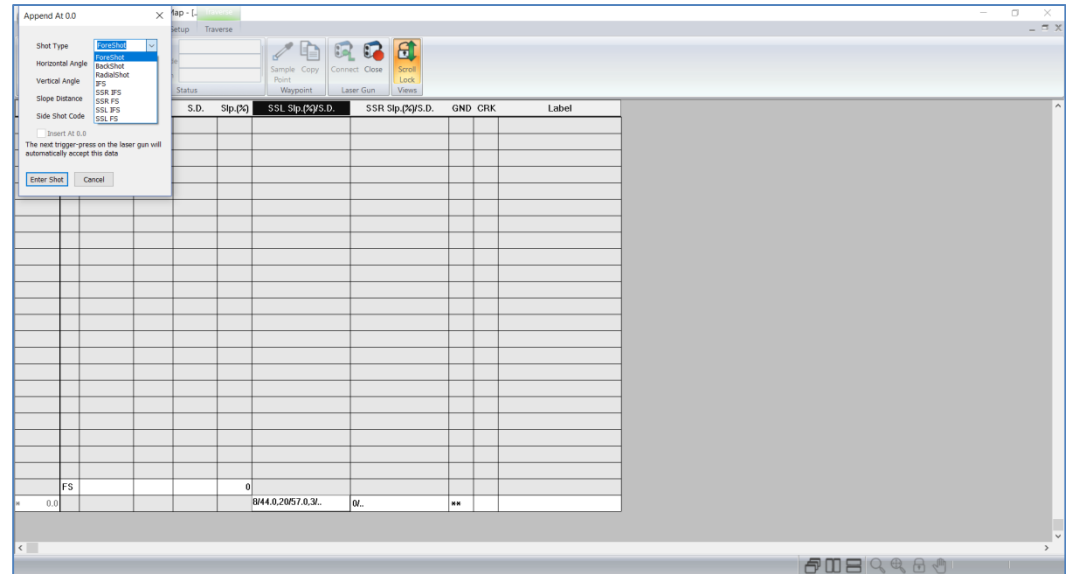 Append At 0.0
Map - [
Setup Traverse
Shot Type ForeShot
ForeShot
BackShot
RadialShot
IFS
SSR IFS
SSR FS
SSL IFS
SSL FS
Horizontal Angle
Vertical Angle
Slope Distance
Side Shot Code
Insert At 0.0
The next trigger-press on the laser gun will
automatically accept this data
Enter Shot Cancel
Status
Sample Point Copy
Waypoint
Connect Close
Laser Gun
Scroll Lock
Views
S.D. Slp.(%) SSL Slp.(%)/S.D. SSR Slp.(%)/S.D. GND CRK Label
FS 0
* 0.0 8/44.0,20/57.0,3/.. 0/.. **